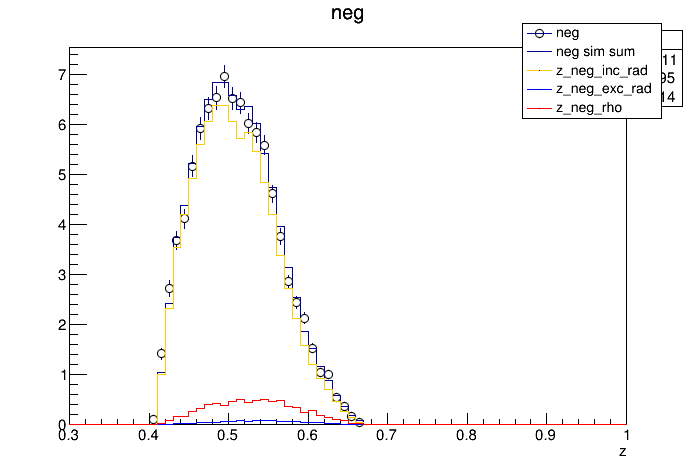 neg
neg
neg sim sum
z_neg_inc_rad
z_neg_exc_rad
z_neg_rho
11
95
14
7
6
5
4
3
2
1
0
0.3 0.4 0.5 0.6 0.7 0.8 0.9 1
z